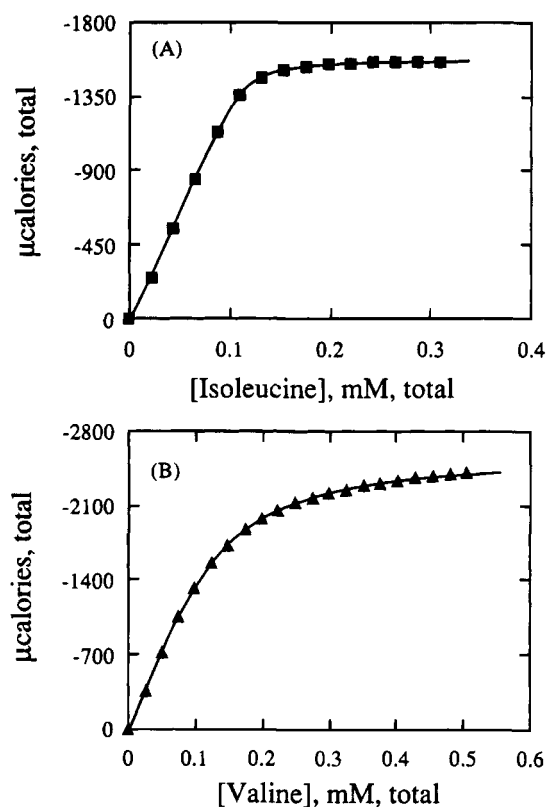 -1800
(A)
-1350
-900
-450
0
μcalories, total
0 0.1 0.2 0.3 0.4
[Isoleucine], mM, total
-2800
(B)
-2100
-1400
-700
0
μcalories, total
0 0.1 0.2 0.3 0.4 0.5 0.6
[Valine], mM, total